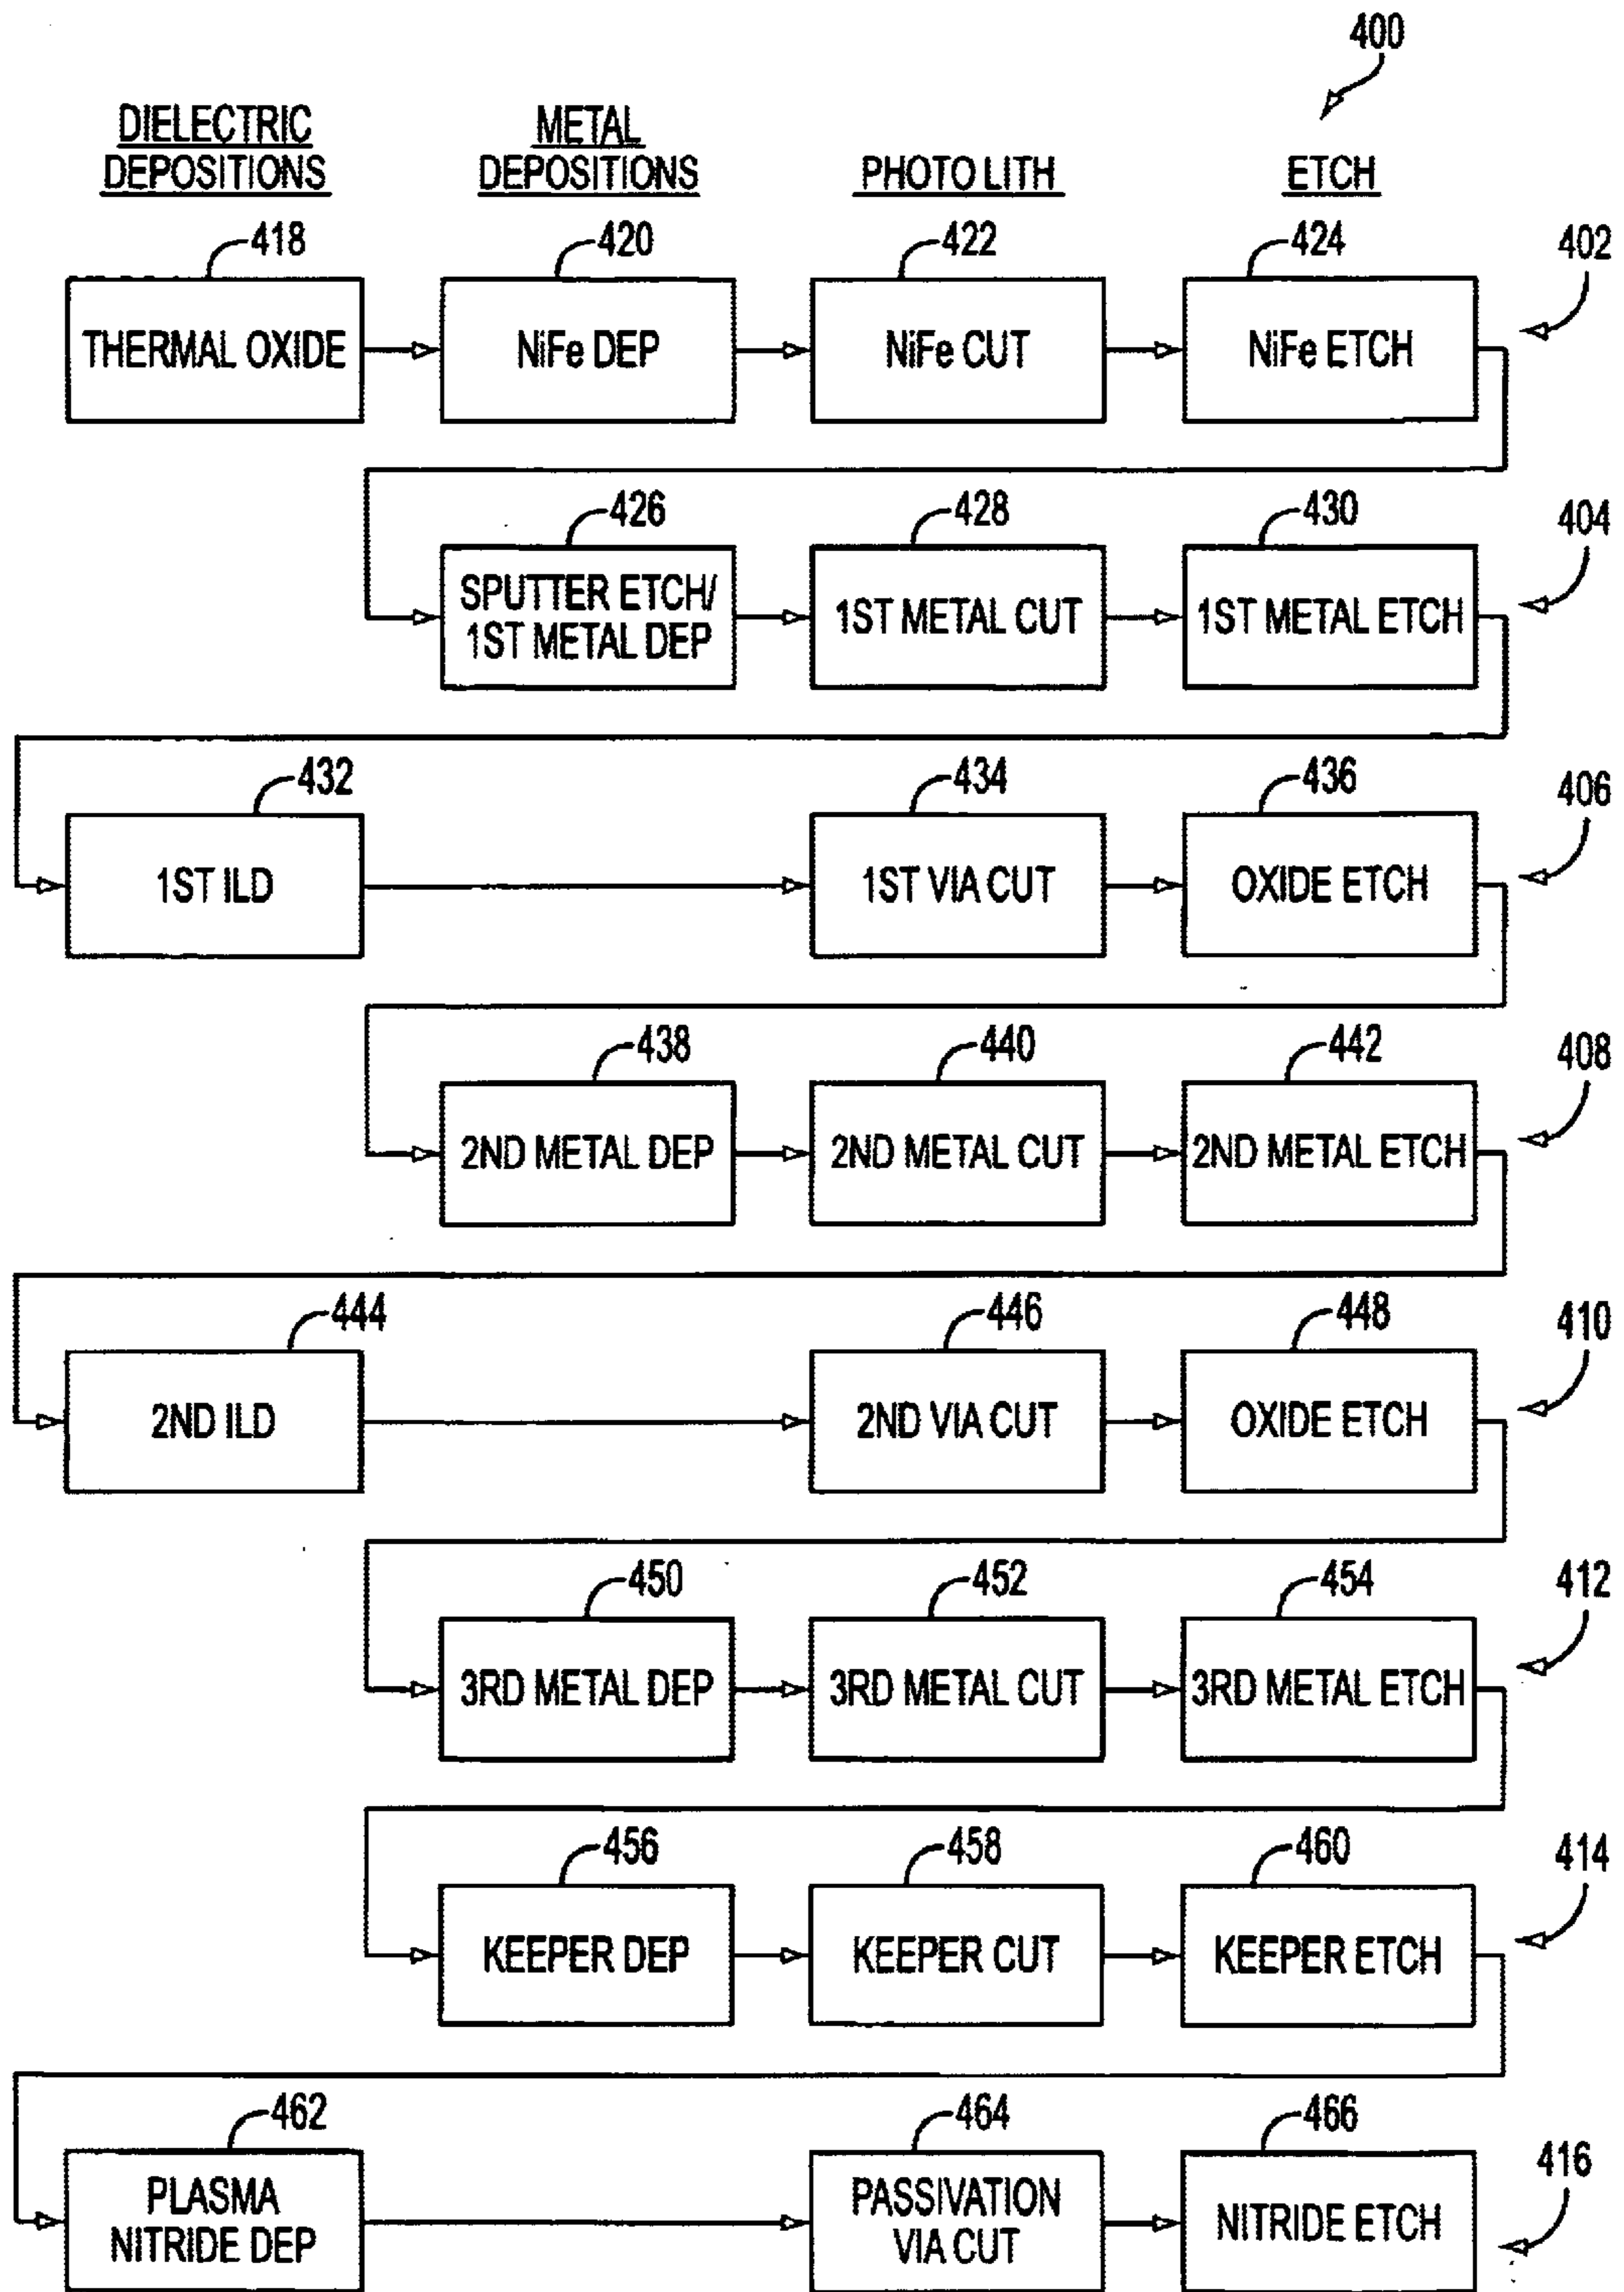 400
DIELECTRIC
DEPOSITIONS
METAL
DEPOSITIONS
PHOTO LITH
ETCH
418
420
422
424
402
THERMAL OXIDE
NiFe DEP
NiFe CUT
NiFe ETCH
426
428
430
404
SPUTTER ETCH/
1ST METAL DEP
1ST METAL CUT
1ST METAL ETCH
432
434
436
406
1ST ILD
1ST VIA CUT
OXIDE ETCH
438
440
442
408
2ND METAL DEP
2ND METAL CUT
2ND METAL ETCH
444
446
448
410
2ND ILD
2ND VIA CUT
OXIDE ETCH
450
452
454
412
3RD METAL DEP
3RD METAL CUT
3RD METAL ETCH
456
458
460
414
KEEPER DEP
KEEPER CUT
KEEPER ETCH
462
464
466
416
PLASMA
NITRIDE DEP
PASSIVATION
VIA CUT
NITRIDE ETCH